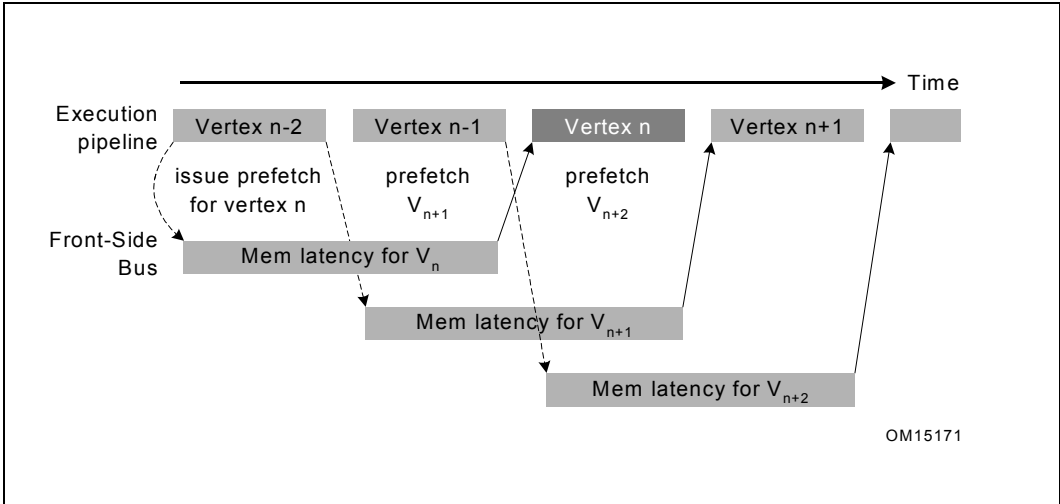 Time
Execution
pipeline
Vertex n-2
Vertex n-1
Vertex n
Vertex n+1
issue prefetch
for vertex n
prefetch
Vn+1
prefetch
Vn+2
Front-Side
Bus
Mem latency for Vn
Mem latency for Vn+1
Mem latency for Vn+2
OM15171